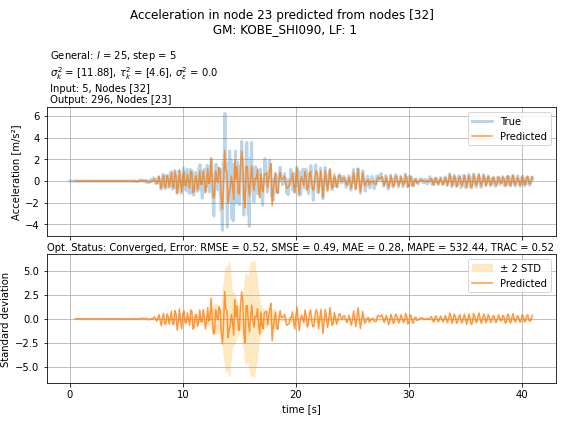 Acceleration in node 23 predicted from nodes [32]
GM: KOBE_SHI090, LF: 1
General: l = 25, step = 5
σ²ₖ = [11.88], τ²ₖ = [4.6], σ²ε = 0.0
Input: 5, Nodes [32]
Output: 296, Nodes [23]
Acceleration [m/s²]
6
4
2
0
−2
−4
True
Predicted
Opt. Status: Converged, Error: RMSE = 0.52, SMSE = 0.49, MAE = 0.28, MAPE = 532.44, TRAC = 0.52
Standard deviation
5.0
2.5
0.0
−2.5
−5.0
± 2 STD
Predicted
0 10 20 30 40
time [s]